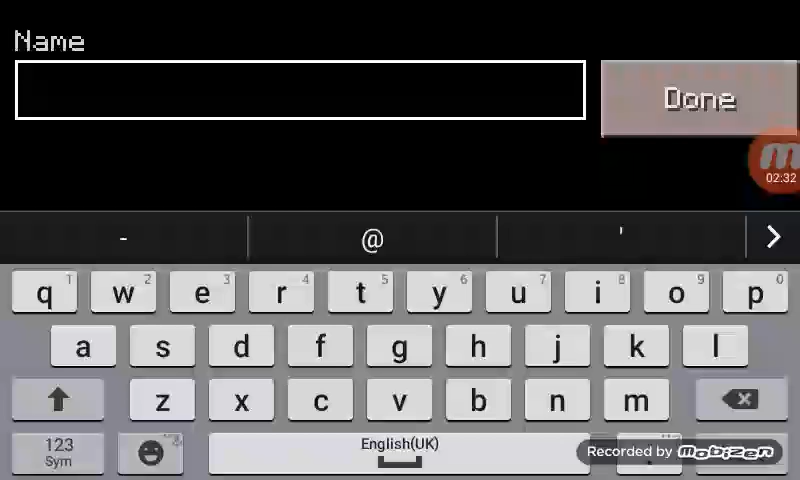 Name
Done
02:32
- @ '
q 1 w 2 e 3 r 4 t 5 y 6 u 7 i 8 o 9 p 0
a s d f g h j k l
z x c v b n m
123
Sym
English(UK)
Recorded by mobizen